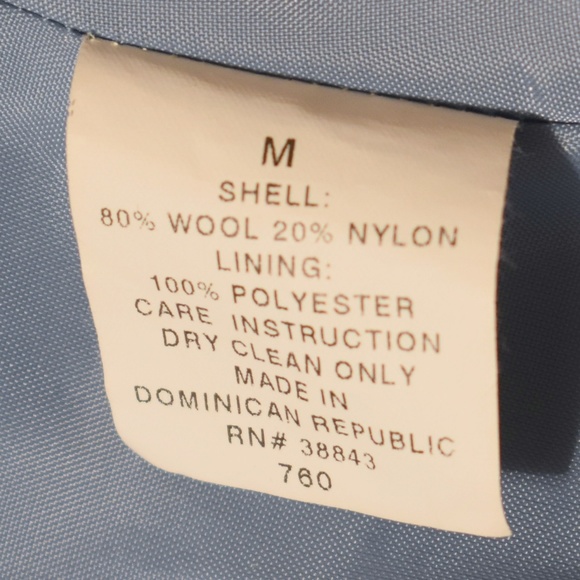 M
SHELL:
80% WOOL 20% NYLON
LINING:
100% POLYESTER
CARE INSTRUCTION
DRY CLEAN ONLY
MADE IN
DOMINICAN REPUBLIC
RN# 38843
760